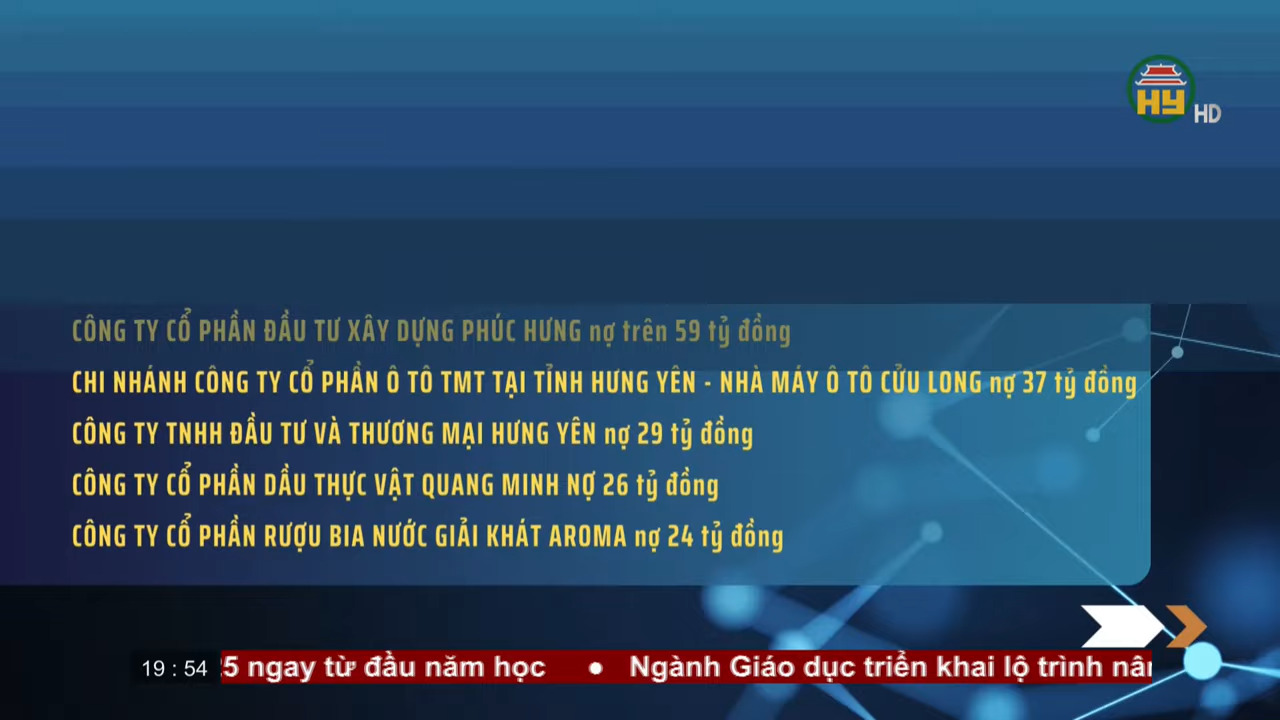 HY HD
CÔNG TY CỔ PHẦN ĐẦU TƯ XÂY DỰNG PHÚC HƯNG nợ trên 59 tỷ đồng
CHI NHÁNH CÔNG TY CỔ PHẦN Ô TÔ TMT TẠI TỈNH HƯNG YÊN - NHÀ MÁY Ô TÔ CỬU LONG nợ 37 tỷ đồng
CÔNG TY TNHH ĐẦU TƯ VÀ THƯƠNG MẠI HƯNG YÊN nợ 29 tỷ đồng
CÔNG TY CỔ PHẦN DẦU THỰC VẬT QUANG MINH NỢ 26 tỷ đồng
CÔNG TY CỔ PHẦN RƯỢU BIA NƯỚC GIẢI KHÁT AROMA nợ 24 tỷ đồng
19 : 54 5 ngay từ đầu năm học ● Ngành Giáo dục triển khai lộ trình